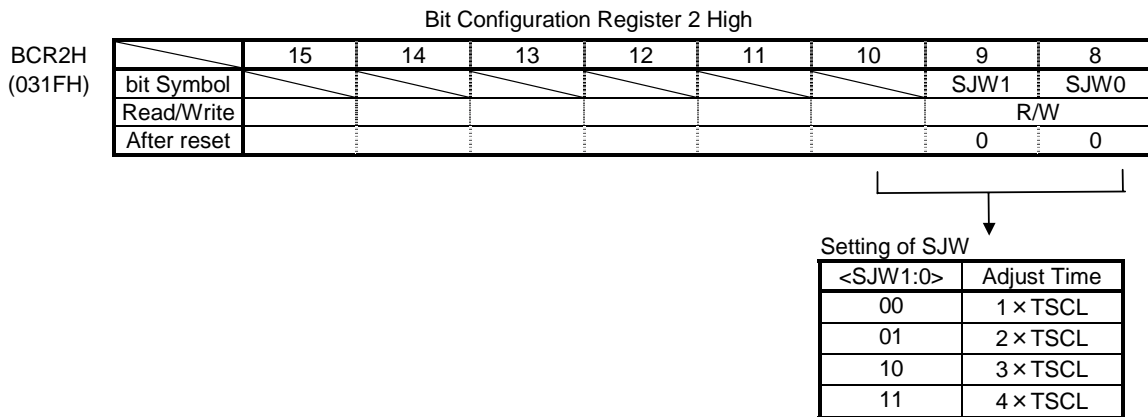 Bit Configuration Register 2 High
BCR2H 15 14 13 12 11 10 9 8
(031FH) bit Symbol SJW1 SJW0
Read/Write R/W
After reset 0 0
Setting of SJW
<SJW1:0> Adjust Time
00 1×TSCL
01 2×TSCL
10 3×TSCL
11 4×TSCL